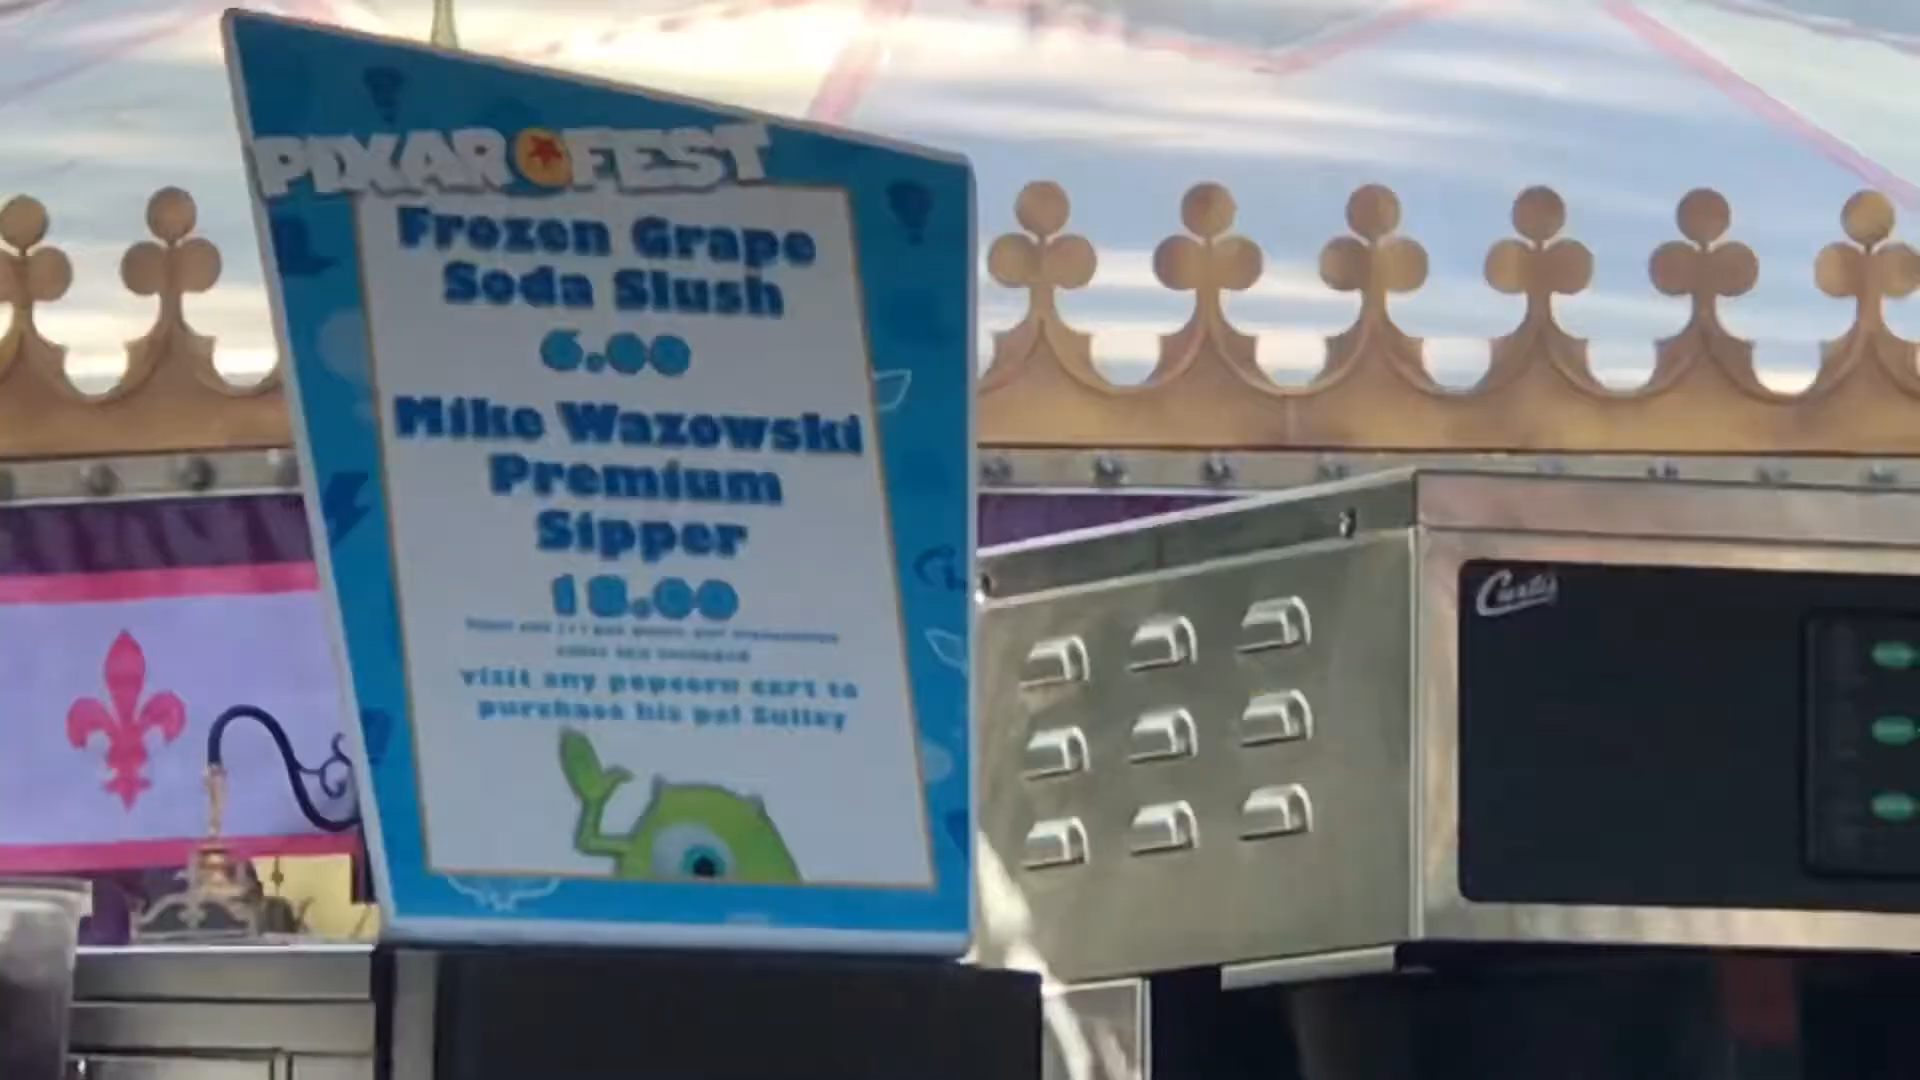 PIXAR FEST
Frozen Grape
Soda Slush
6.00
Mike Wazowski
Premium
Sipper
18.00
visit any popcorn cart to
purchase his pal Sulley
Curtis